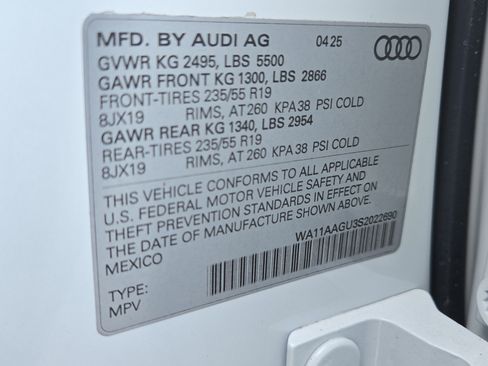 MFD. BY AUDI AG 04 25
GVWR KG 2495, LBS 5500
GAWR FRONT KG 1300, LBS 2866
FRONT-TIRES 235/55 R19
8JX19 RIMS, AT 260 KPA 38 PSI COLD
GAWR REAR KG 1340, LBS 2954
REAR-TIRES 235/55 R19
8JX19 RIMS, AT 260 KPA 38 PSI COLD
THIS VEHICLE CONFORMS TO ALL APPLICABLE
U.S. FEDERAL MOTOR VEHICLE SAFETY AND
THEFT PREVENTION STANDARDS IN EFFECT ON
THE DATE OF MANUFACTURE SHOWN ABOVE.
MEXICO
WA11AAGU3S2022690
TYPE:
MPV